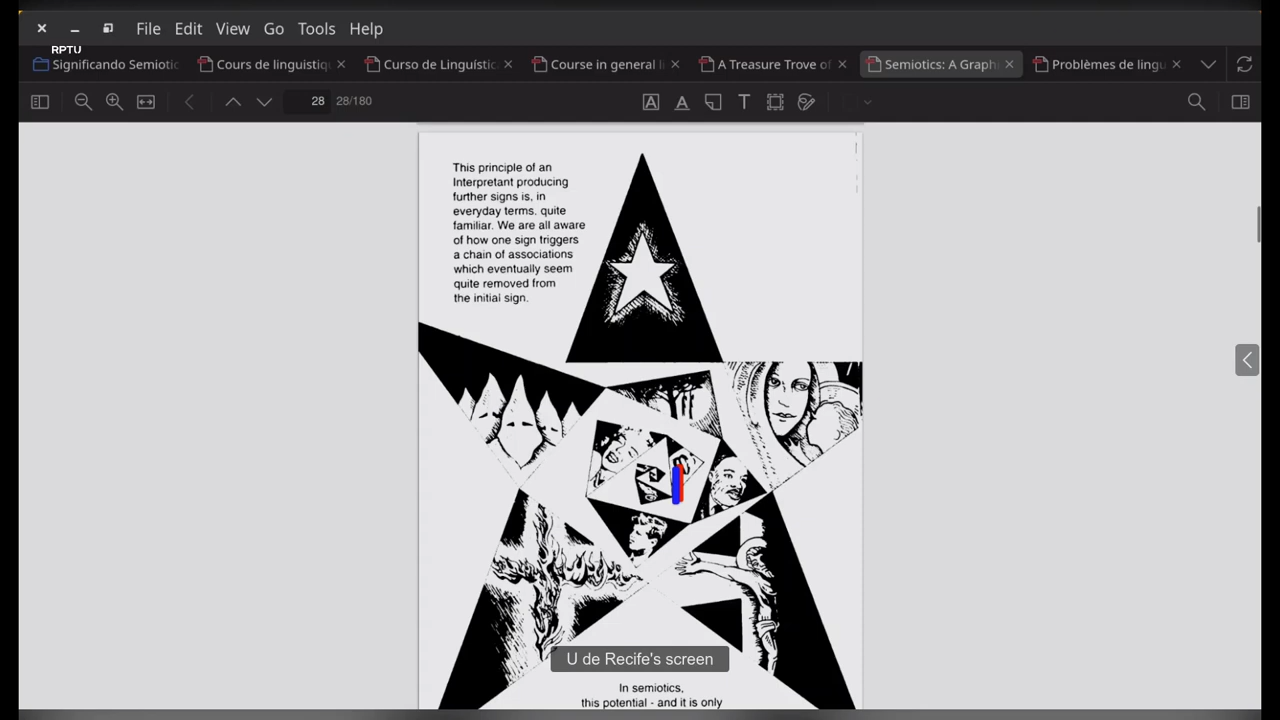 File Edit View Go Tools Help
RPTU
Significando Semiotic
Cours de linguistiqu
Curso de Linguístic
Course in general li
A Treasure Trove of
Semiotics: A Graph
Problèmes de lingu
28 28/180
This principle of an
Interpretant producing
further signs is, in
everyday terms. quite
familiar. We are all aware
of how one sign triggers
a chain of associations
which eventually seem
quite removed from
the initial sign.
U de Recife's screen
In semiotics,
this potential - and it is only